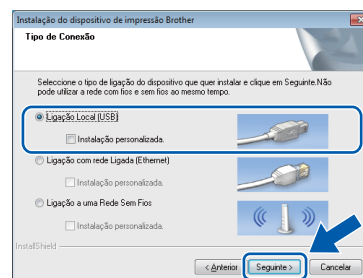 Instalação do dispositivo de impressão Brother
Tipo de Conexão
Seleccione o tipo de ligação do dispositivo que quer instalar e clique em Seguinte.Não
pode utilizar a rede com fios e sem fios ao mesmo tempo.
Ligação Local (USB)
Instalação personalizada.
Ligação com rede Ligada (Ethernet)
Instalação personalizada.
Ligação a uma Rede Sem Fios
Instalação personalizada.
InstallShield
< Anterior Seguinte > Cancelar